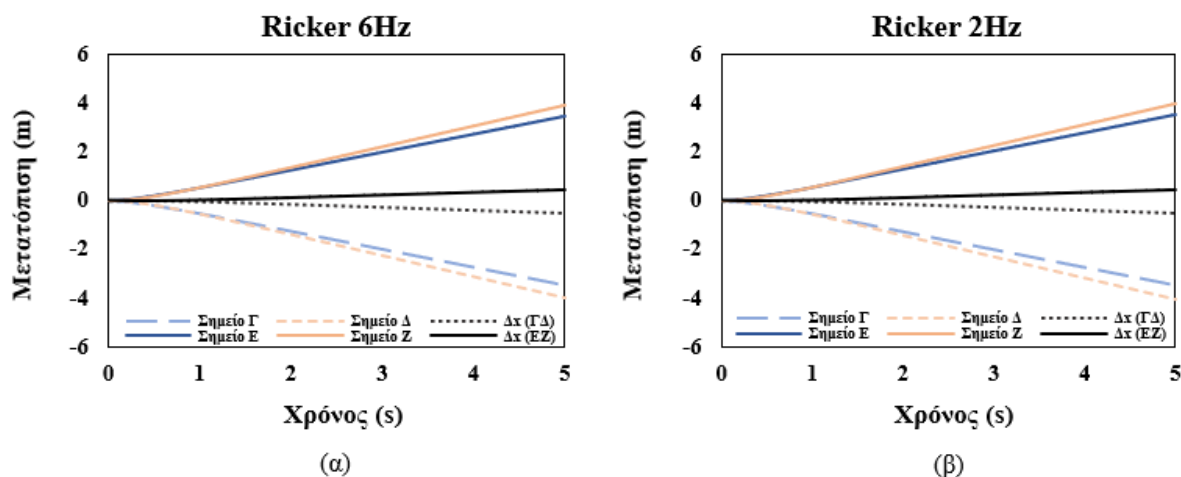 Ricker 6Hz
6
4
2
0
-2
-4
-6
Μετατόπιση (m)
Σημείο Γ Σημείο Δ Δx (ΓΔ)
Σημείο Ε Σημείο Ζ Δx (ΕΖ)
0 1 2 3 4 5
Χρόνος (s)
(α)
Ricker 2Hz
6
4
2
0
-2
-4
-6
Μετατόπιση (m)
Σημείο Γ Σημείο Δ Δx (ΓΔ)
Σημείο Ε Σημείο Ζ Δx (ΕΖ)
0 1 2 3 4 5
Χρόνος (s)
(β)